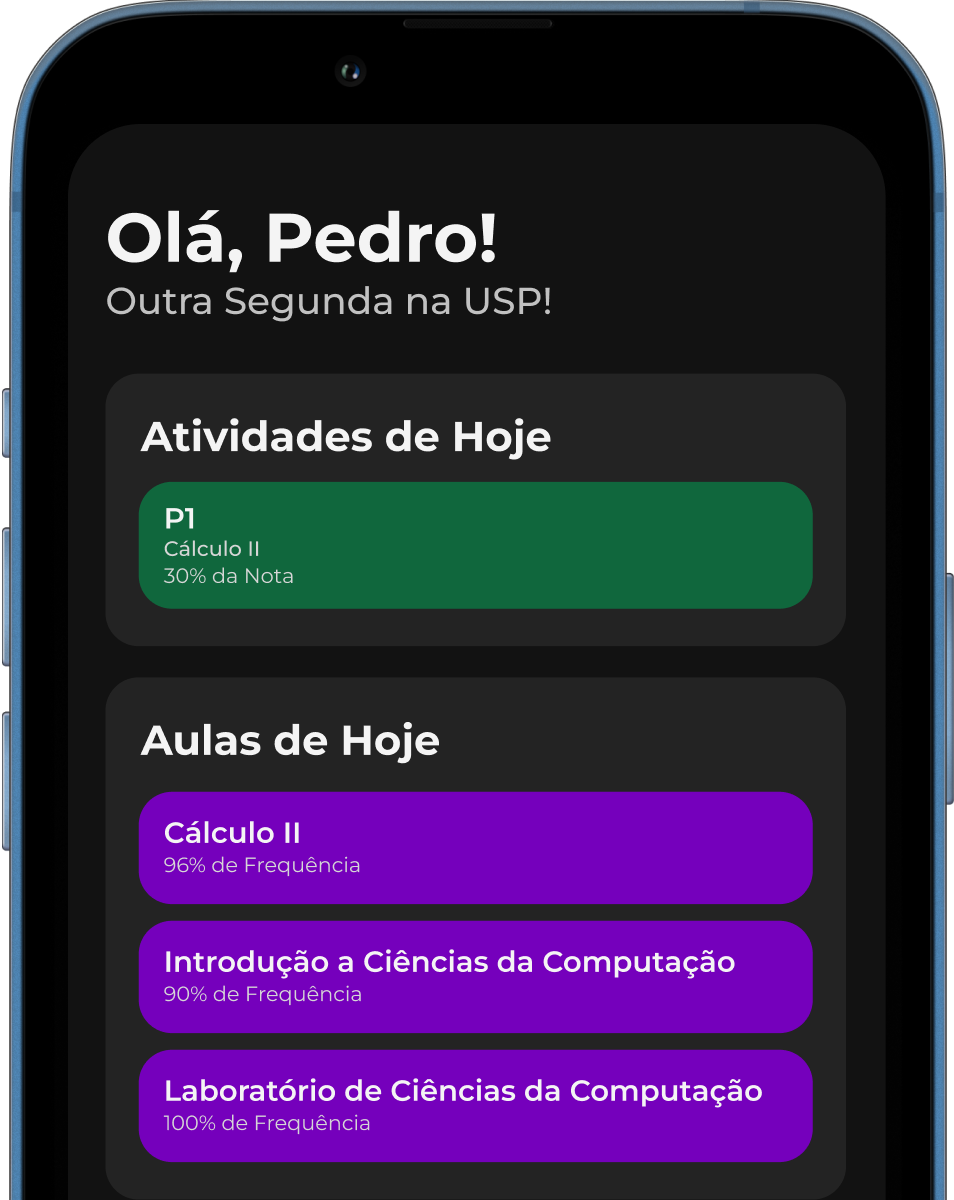 Olá, Pedro!
Outra Segunda na USP!
Atividades de Hoje
P1
Cálculo II
30% da Nota
Aulas de Hoje
Cálculo II
96% de Frequência
Introdução a Ciências da Computação
90% de Frequência
Laboratório de Ciências da Computação
100% de Frequência